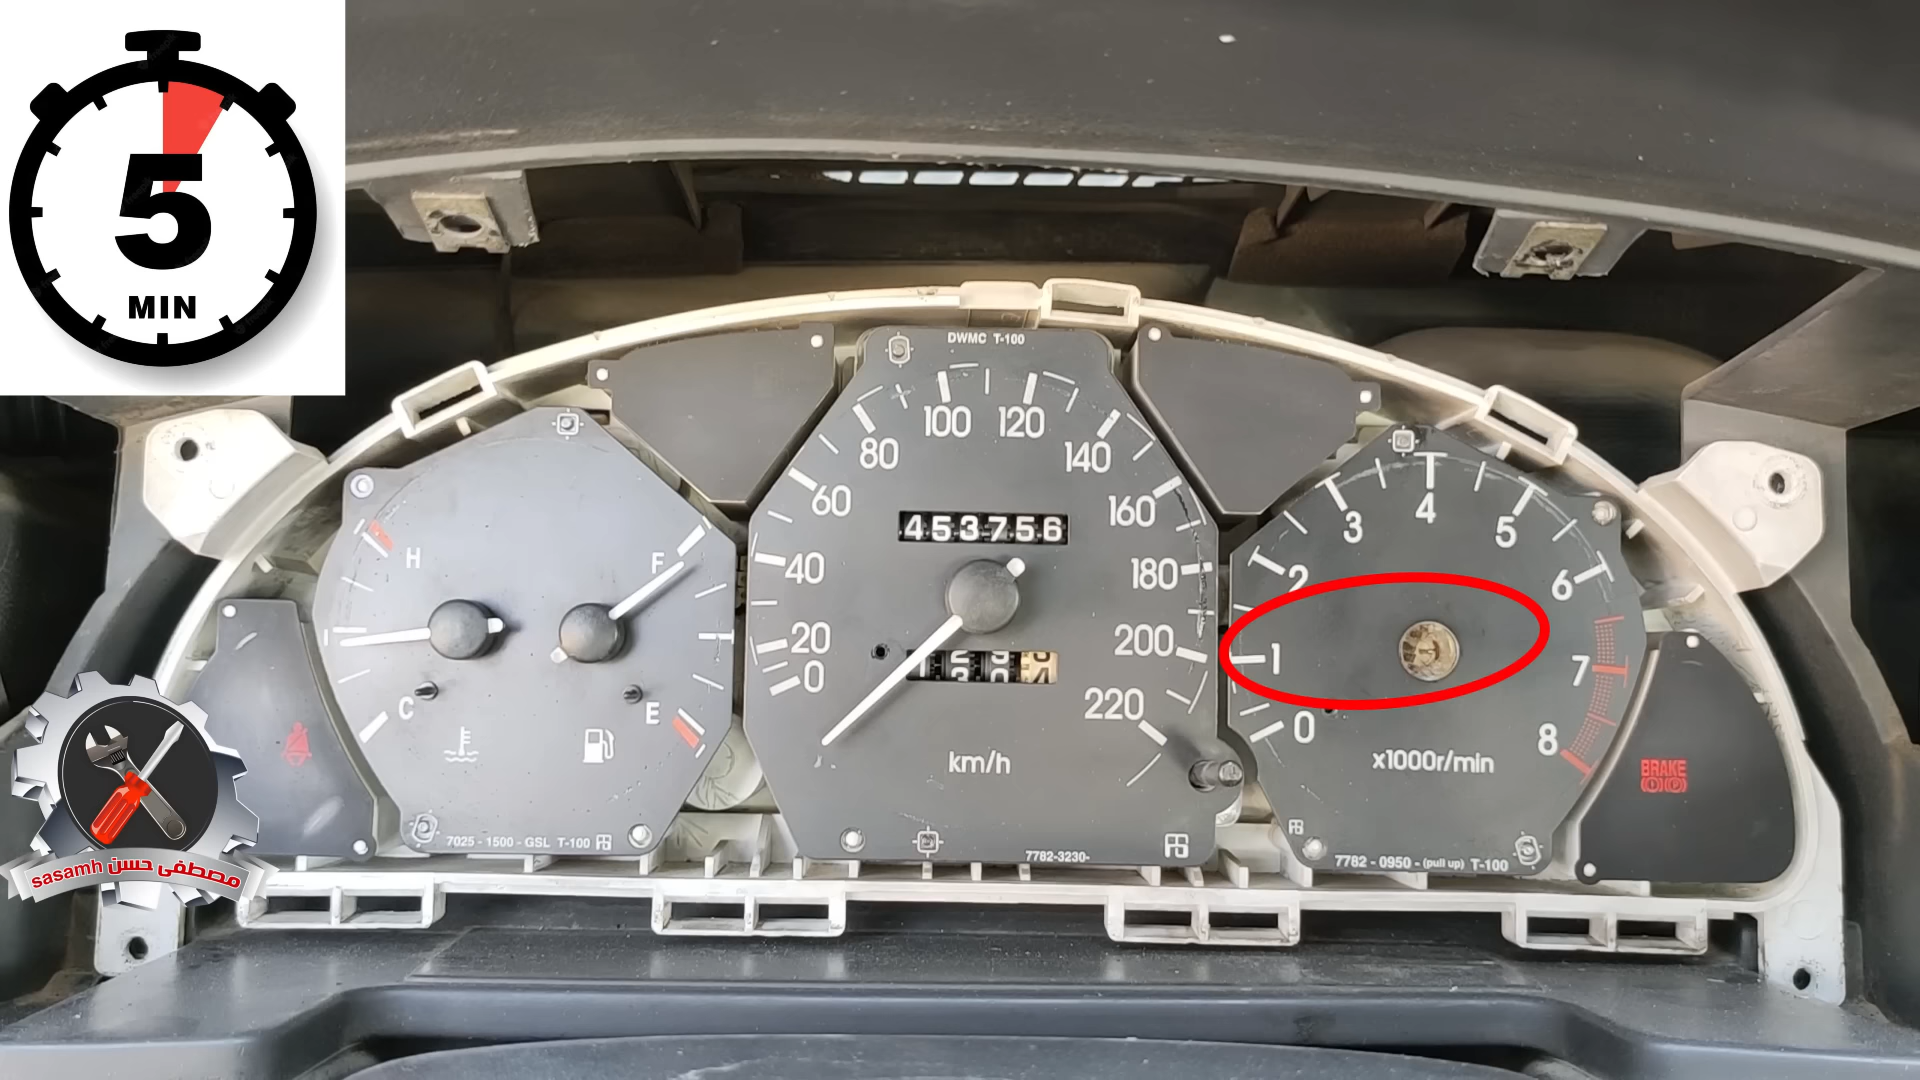 5
MIN
DWMC T-100
100 120
80 140
60 160
453756
40 180
20 200
0 220
km/h
7782-3230-
H F
C E
7025 - 1500 - GSL T-100
4
3 5
2 6
1 7
0 8
x1000r/min
7782 - 0950 - (pull up) T-100
BRAKE
sasamh مصطفى حسن